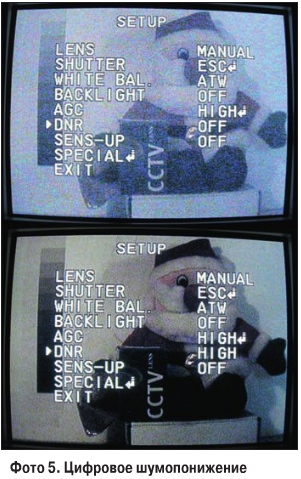 SETUP
LENS MANUAL
SHUTTER ESC↲
WHITE BAL. ATW
BACKLIGHT OFF
AGC HIGH↲
▶DNR OFF
SENS-UP OFF
SPECIAL↲
EXIT
CCTV LENS
SETUP
LENS MANUAL
SHUTTER ESC↲
WHITE BAL. ATW
BACKLIGHT OFF
AGC HIGH↲
▶DNR HIGH
SENS-UP OFF
SPECIAL↲
EXIT
CCTV LENS
Фото 5. Цифровое шумопонижение